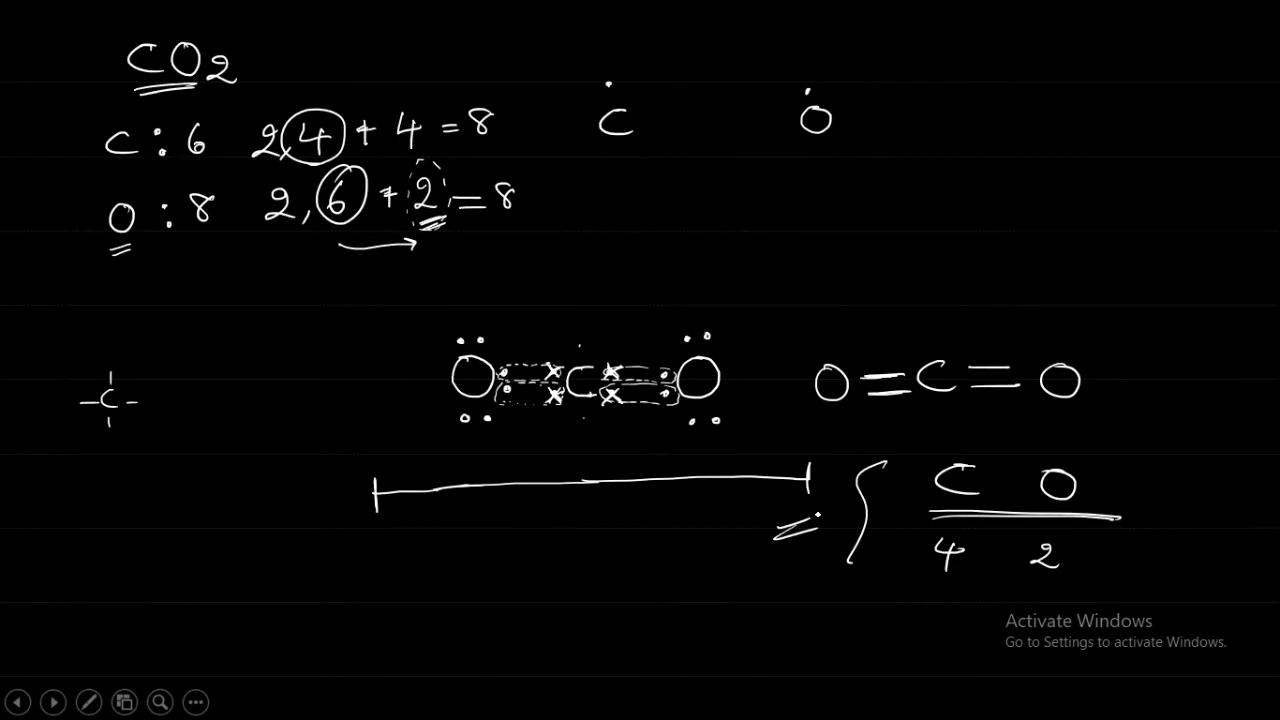 CO2
C : 6 2,4 + 4 = 8
C O
O : 8 2,6 + 2 = 8
C
O C O
O = C = O
C O
4 2
Activate Windows
Go to Settings to activate Windows.